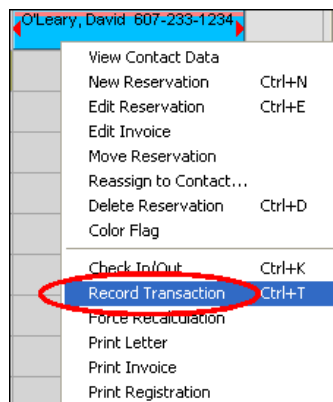 O'Leary, David 607-233-1234
View Contact Data
New Reservation Ctrl+N
Edit Reservation Ctrl+E
Edit Invoice
Move Reservation
Reassign to Contact...
Delete Reservation Ctrl+D
Color Flag
Check In/Out Ctrl+K
Record Transaction Ctrl+T
Force Recalculation
Print Letter
Print Invoice
Print Registration